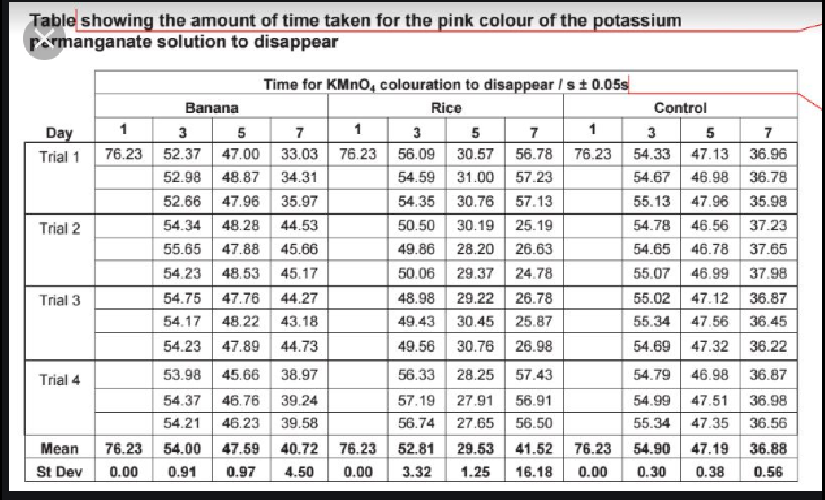 Table showing the amount of time taken for the pink colour of the potassium
permanganate solution to disappear
Time for KMnO₄ colouration to disappear / s ± 0.05s
Banana Rice Control
Day 1 3 5 7 1 3 5 7 1 3 5 7
Trial 1 76.23 52.37 47.00 33.03 76.23 56.09 30.57 56.78 76.23 54.33 47.13 36.96
52.98 48.87 34.31 54.59 31.00 57.23 54.67 46.98 36.78
52.66 47.96 35.97 54.35 30.76 57.13 55.13 47.96 35.98
Trial 2 54.34 48.28 44.53 50.50 30.19 25.19 54.78 46.56 37.23
55.65 47.88 45.66 49.86 28.20 26.63 54.65 46.78 37.65
54.23 48.53 45.17 50.06 29.37 24.78 55.07 46.99 37.98
Trial 3 54.75 47.76 44.27 48.98 29.22 26.78 55.02 47.12 36.87
54.17 48.22 43.18 49.43 30.45 25.87 55.34 47.56 36.45
54.23 47.89 44.73 49.56 30.76 26.98 54.69 47.32 36.22
Trial 4 53.98 45.66 38.97 56.33 28.25 57.43 54.79 46.98 36.87
54.37 46.76 39.24 57.19 27.91 56.91 54.99 47.51 36.98
54.21 46.23 39.58 56.74 27.65 56.50 55.34 47.35 36.56
Mean 76.23 54.00 47.59 40.72 76.23 52.81 29.53 41.52 76.23 54.90 47.19 36.88
St Dev 0.00 0.91 0.97 4.50 0.00 3.32 1.25 16.18 0.00 0.30 0.38 0.56